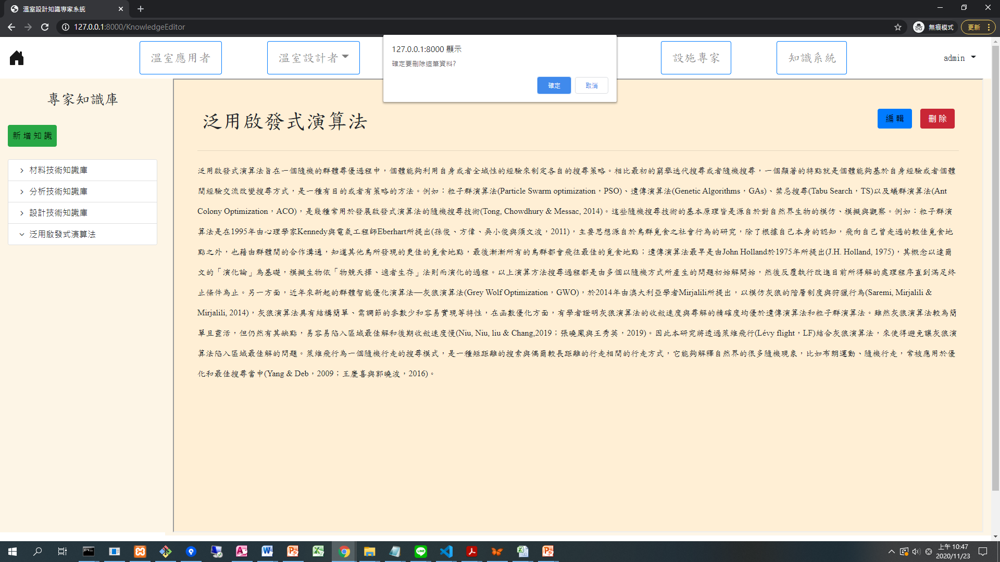 溫室設計知識專家系統
127.0.0.1:8000/KnowledgeEditor
無痕模式
更新
溫室應用者
溫室設計者
設施專家
知識系統
admin
127.0.0.1:8000 顯示
確定要刪除這筆資料?
確定
取消
專家知識庫
新增知識
材料技術知識庫
分析技術知識庫
設計技術知識庫
泛用啟發式演算法
泛用啟發式演算法
編輯
刪除
泛用啟發式演算法旨在一個隨機的群體尋優過程中，個體能夠利用自身或者全域性的經驗來制定各自的搜尋策略。相比最初的窮舉迭代搜尋或者隨機搜尋，一個顯著的特點就是個體能夠基於自身經驗或者個體
間經驗交流改變搜尋方式，是一種有目的或者有策略的方法。例如：粒子群演算法(Particle Swarm optimization，PSO)、遺傳演算法(Genetic Algorithms，GAs)、禁忌搜尋(Tabu Search，TS)以及蟻群演算法(Ant
Colony Optimization，ACO)，是幾種常用於發展啟發式演算法的隨機搜尋技術(Tong, Chowdhury & Messac, 2014)。這些隨機搜尋技術的基本原理皆是源自於對自然界生物的模仿、模擬與觀察。例如：粒子群演
算法是在1995年由心理學家Kennedy與電氣工程師Eberhart所提出(孫俊、方偉、吳小俊與須文波，2011)，主要思想源自於鳥群覓食之社會行為的研究，除了根據自己本身的認知，飛向自己曾走過的較佳覓食地
點之外，也藉由群體間的合作溝通，知道其他鳥所發現的更佳的覓食地點，最後漸漸所有的鳥群都會飛往最佳的覓食地點；遺傳演算法最早是由John Holland於1975年所提出(J.H. Holland, 1975)，其概念以達爾
文的「演化論」為基礎，模擬生物依「物競天擇、適者生存」法則而演化的過程。以上演算方法搜尋過程都是由多個以隨機方式所產生的問題初始解開始，然後反覆執行改進目前所得解的處理程序直到滿足終
止條件為止。另一方面，近年來新起的群體智能優化演算法—灰狼演算法(Grey Wolf Optimization，GWO)，於2014年由澳大利亞學者Mirjalili所提出，以模仿灰狼的階層制度與狩獵行為(Saremi, Mirjalili &
Mirjalili, 2014)，灰狼演算法具有結構簡單、需調節的參數少和容易實現等特性，在函數優化方面，有學者證明灰狼演算法的收斂速度與尋解的精確度均優於遺傳演算法和粒子群演算法。雖然灰狼演算法較為簡
單且靈活，但仍然有其缺點，易容易陷入區域最佳解和後期收斂速度慢(Niu, Niu, liu & Chang,2019；張曉鳳與王秀英，2019)。因此本研究將透過萊維飛行(Lévy flight，LF)結合灰狼演算法，來使得避免讓灰狼演
算法陷入區域最佳解的問題。萊維飛行為一個隨機行走的搜尋模式，是一種短距離的搜索與偶爾較長距離的行走相間的行走方式，它能夠解釋自然界的很多隨機現象，比如布朗運動、隨機行走，常被應用於優
化和最佳搜尋當中(Yang & Deb，2009；王慶喜與郭曉波，2016)。
上午 10:47
2020/11/23